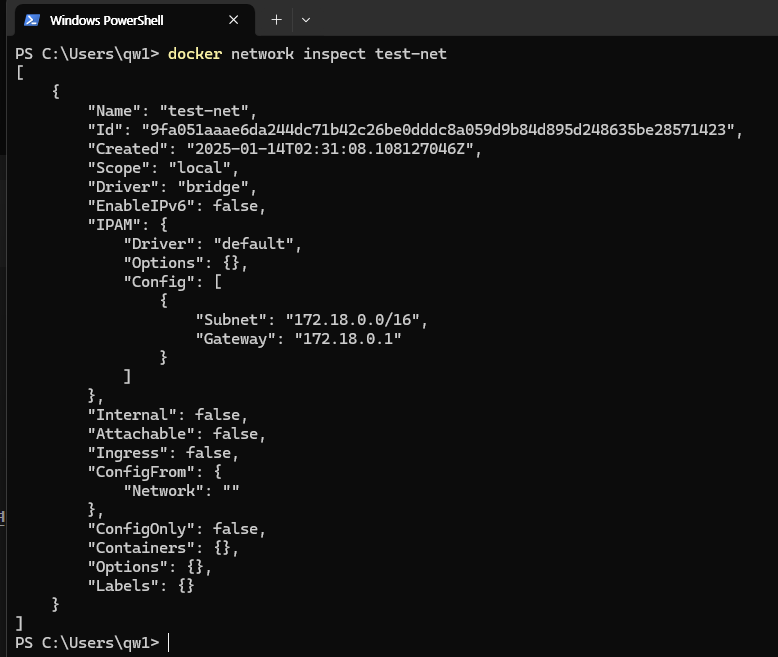 Windows PowerShell
PS C:\Users\qw1> docker network inspect test-net
[
    {
        "Name": "test-net",
        "Id": "9fa051aaae6da244dc71b42c26be0dddc8a059d9b84d895d248635be28571423",
        "Created": "2025-01-14T02:31:08.108127046Z",
        "Scope": "local",
        "Driver": "bridge",
        "EnableIPv6": false,
        "IPAM": {
            "Driver": "default",
            "Options": {},
            "Config": [
                {
                    "Subnet": "172.18.0.0/16",
                    "Gateway": "172.18.0.1"
                }
            ]
        },
        "Internal": false,
        "Attachable": false,
        "Ingress": false,
        "ConfigFrom": {
            "Network": ""
        },
        "ConfigOnly": false,
        "Containers": {},
        "Options": {},
        "Labels": {}
    }
]
PS C:\Users\qw1>